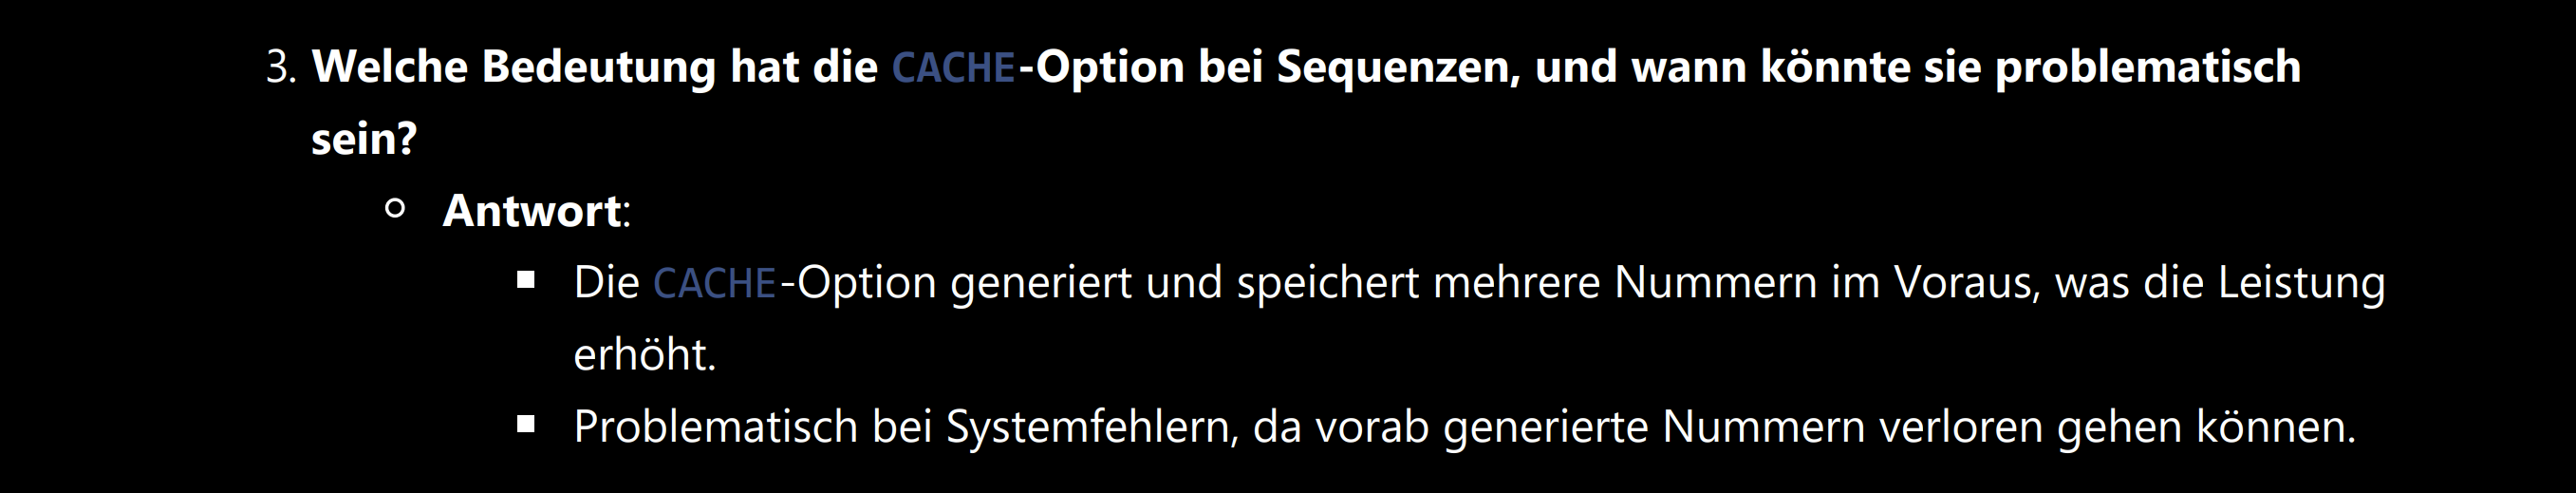 3. Welche Bedeutung hat die CACHE-Option bei Sequenzen, und wann könnte sie problematisch
sein?
Antwort:
Die CACHE-Option generiert und speichert mehrere Nummern im Voraus, was die Leistung
erhöht.
Problematisch bei Systemfehlern, da vorab generierte Nummern verloren gehen können.